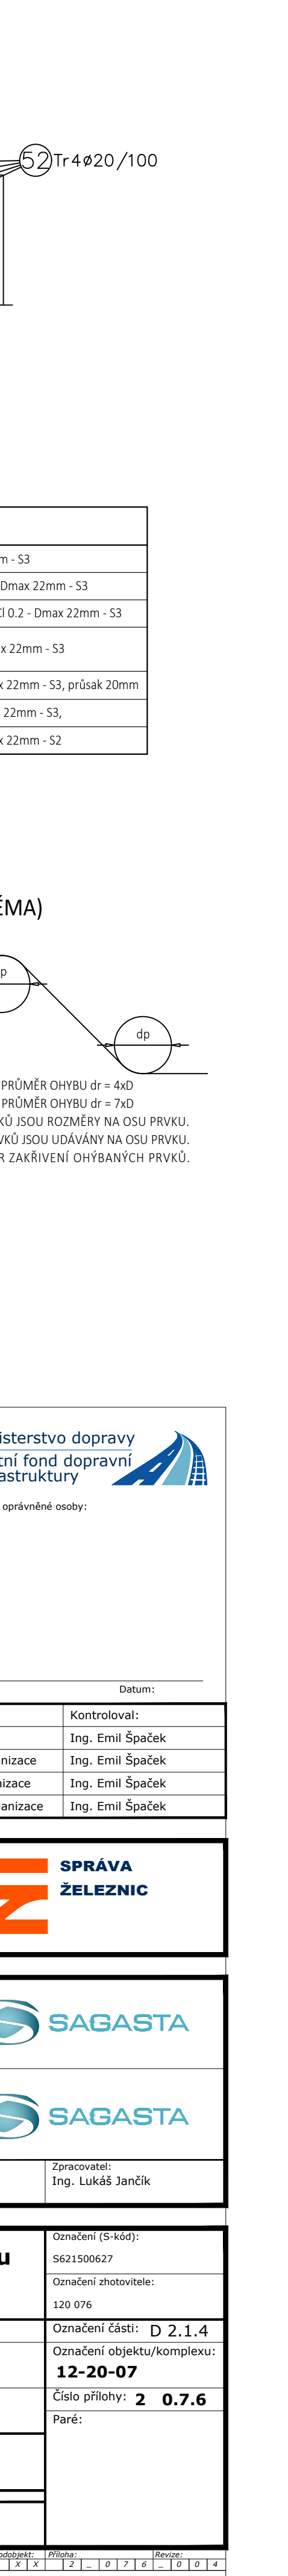 52 Tr4ø20/100
m - S3
Dmax 22mm - S3
Cl 0.2 - Dmax 22mm - S3
x 22mm - S3
x 22mm - S3, průsak 20mm
22mm - S3,
x 22mm - S2
ÉMA)
dp
dp
PRŮMĚR OHYBU dr = 4xD
PRŮMĚR OHYBU dr = 7xD
KŮ JSOU ROZMĚRY NA OSU PRVKU.
VKŮ JSOU UDÁVÁNY NA OSU PRVKU.
R ZAKŘIVENÍ OHÝBANÝCH PRVKŮ.
isterstvo dopravy
tní fond dopravní
astruktury
oprávněné osoby:
Datum:
Kontroloval:
Ing. Emil Špaček
nizace Ing. Emil Špaček
nizace Ing. Emil Špaček
anizace Ing. Emil Špaček
SPRÁVA
ŽELEZNIC
SAGASTA
SAGASTA
Zpracovatel:
Ing. Lukáš Jančík
u
Označení (S-kód):
S621500627
Označení zhotovitele:
120 076
Označení části: D 2.1.4
Označení objektu/komplexu:
12-20-07
Číslo přílohy: 2 0.7.6
Paré:
odobjekt: Příloha: Revize:
X X 2 _ 0 7 6 _ 0 0 4